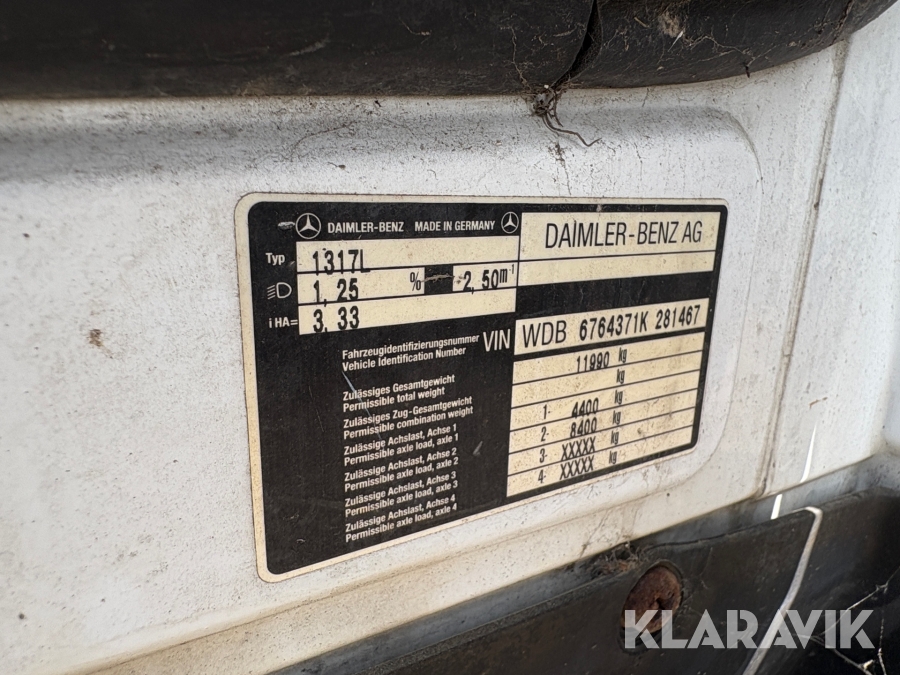 DAIMLER-BENZ MADE IN GERMANY
DAIMLER-BENZ AG
Typ 1317L
1,25 % 2,50m⁻¹
i HA= 3,33
Fahrzeugidentifizierungsnummer
Vehicle Identification Number
VIN WDB 6764371K 281467
Zulässiges Gesamtgewicht
Permissible total weight
11990 kg
Zulässiges Zug-Gesamtgewicht
Permissible combination weight
kg
Zulässige Achslast, Achse 1
Permissible axle load, axle 1
1- 4400 kg
Zulässige Achslast, Achse 2
Permissible axle load, axle 2
2- 8400 kg
Zulässige Achslast, Achse 3
Permissible axle load, axle 3
3- XXXXX kg
Zulässige Achslast, Achse 4
Permissible axle load, axle 4
4- XXXXX kg
KLARAVIK